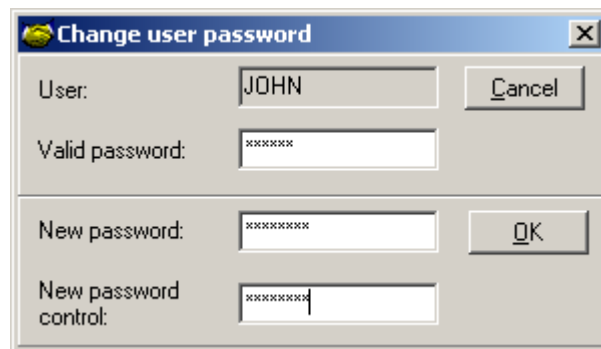 Change user password
User: JOHN Cancel
Valid password: ******
New password: ******** OK
New password
control: ********